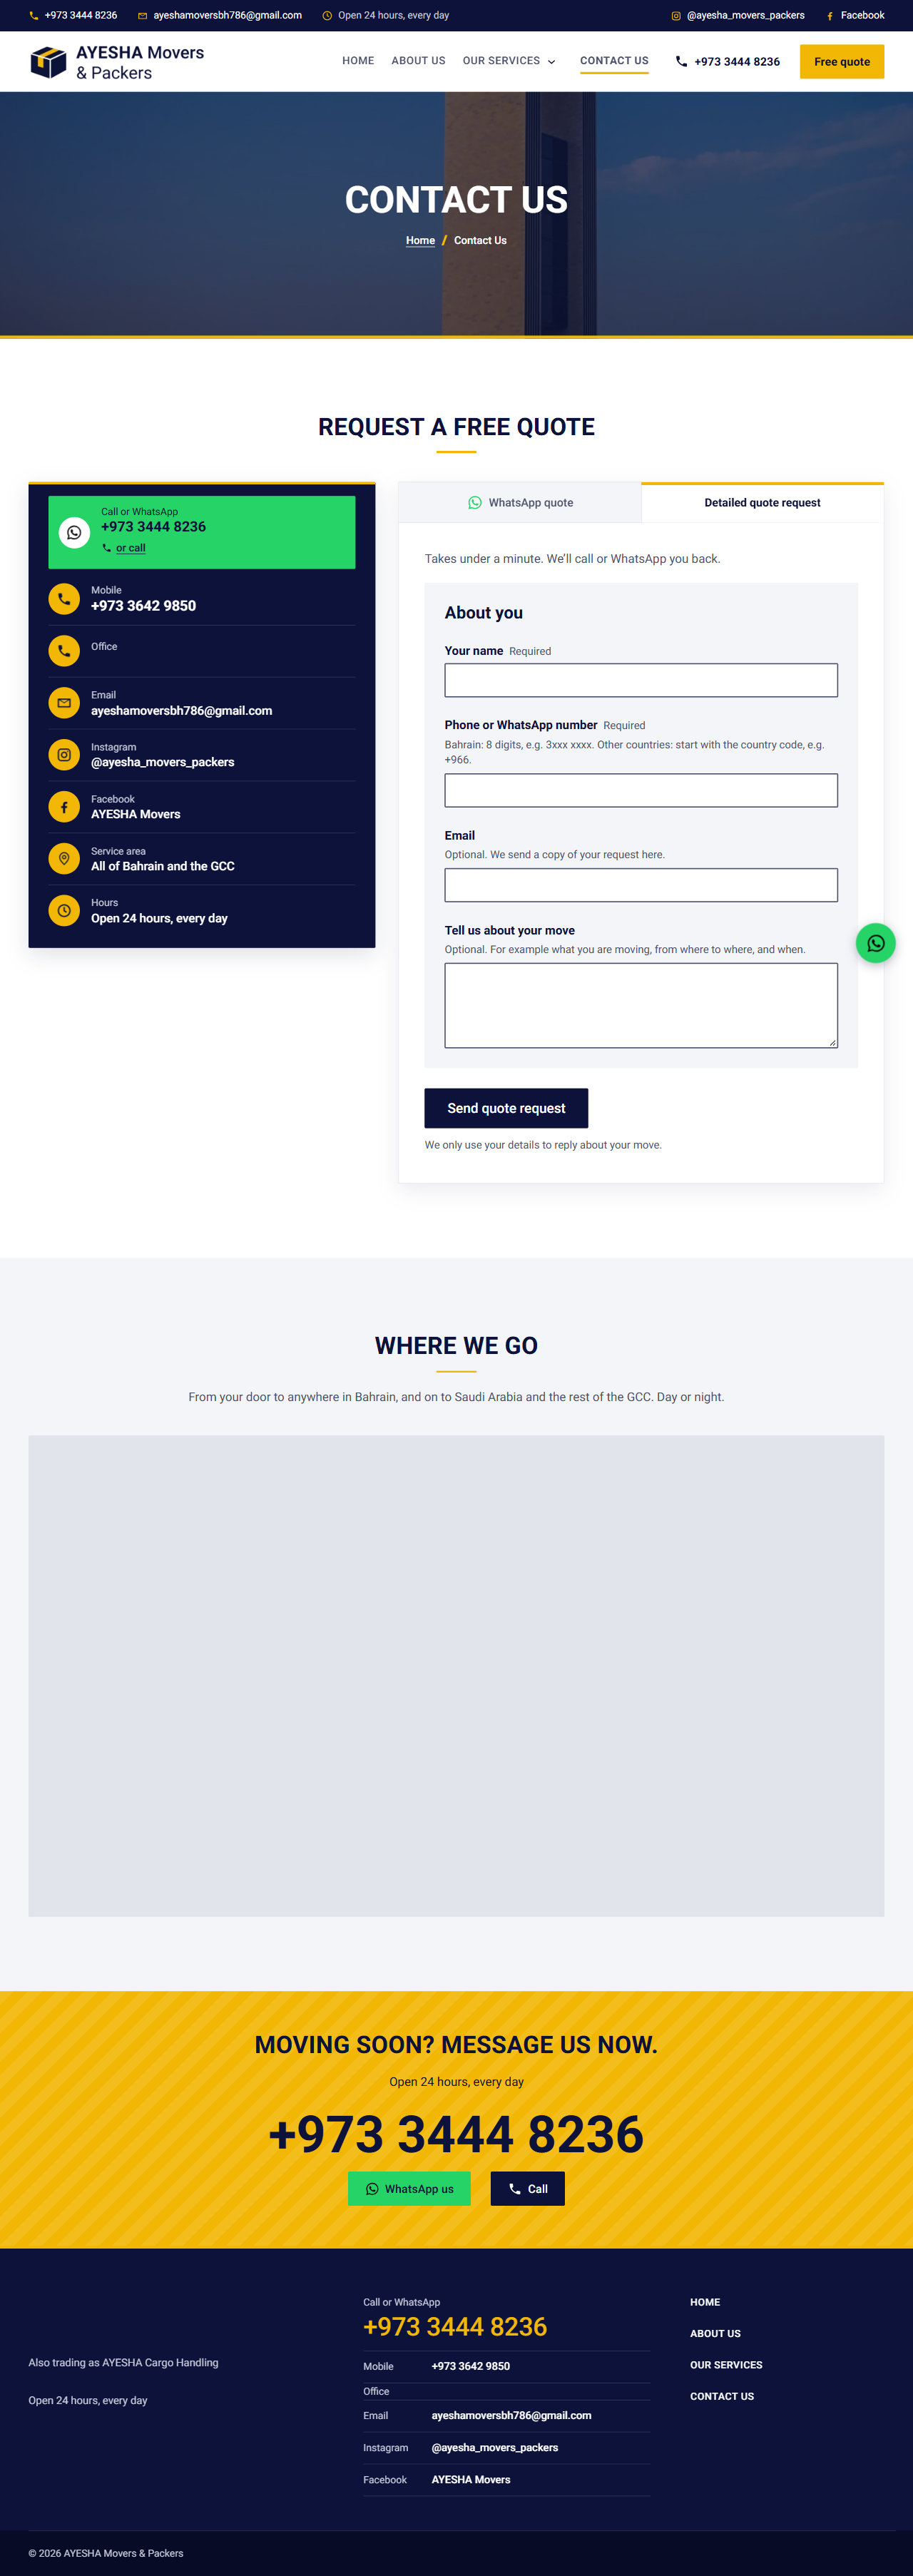 +973 3444 8236
ayeshamoversbh786@gmail.com
Open 24 hours, every day
@ayesha_movers_packers
Facebook
AYESHA Movers
& Packers
HOME
ABOUT US
OUR SERVICES
CONTACT US
+973 3444 8236
Free quote
CONTACT US
Home / Contact Us
REQUEST A FREE QUOTE
Call or WhatsApp
+973 3444 8236
or call
Mobile
+973 3642 9850
Office
Email
ayeshamoversbh786@gmail.com
Instagram
@ayesha_movers_packers
Facebook
AYESHA Movers
Service area
All of Bahrain and the GCC
Hours
Open 24 hours, every day
WhatsApp quote
Detailed quote request
Takes under a minute. We'll call or WhatsApp you back.
About you
Your name Required
Phone or WhatsApp number Required
Bahrain: 8 digits, e.g. 3xxx xxxx. Other countries: start with the country code, e.g.
+966.
Email
Optional. We send a copy of your request here.
Tell us about your move
Optional. For example what you are moving, from where to where, and when.
Send quote request
We only use your details to reply about your move.
WHERE WE GO
From your door to anywhere in Bahrain, and on to Saudi Arabia and the rest of the GCC. Day or night.
MOVING SOON? MESSAGE US NOW.
Open 24 hours, every day
+973 3444 8236
WhatsApp us
Call
Also trading as AYESHA Cargo Handling
Open 24 hours, every day
Call or WhatsApp
+973 3444 8236
Mobile +973 3642 9850
Office
Email ayeshamoversbh786@gmail.com
Instagram @ayesha_movers_packers
Facebook AYESHA Movers
HOME
ABOUT US
OUR SERVICES
CONTACT US
© 2026 AYESHA Movers & Packers